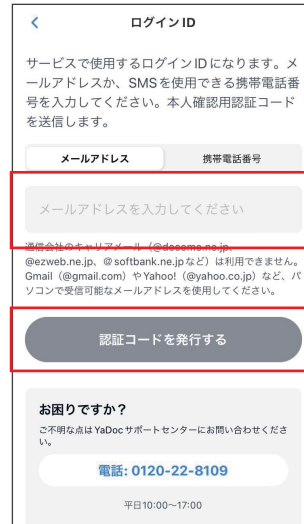 ログインID
サービスで使用するログインIDになります。メ
ールアドレスか、SMSを使用できる携帯電話番
号を入力してください。本人確認用認証コード
を送信します。
メールアドレス
携帯電話番号
メールアドレスを入力してください
通信会社のキャリアメール（@docomo.ne.jp、
@ezweb.ne.jp、@softbank.ne.jpなど）は利用できません。
Gmail（@gmail.com）やYahoo!（@yahoo.co.jp）など、パ
ソコンで受信可能なメールアドレスを使用してください。
認証コードを発行する
お困りですか？
ご不明な点はYaDocサポートセンターにお問い合わせくださ
い。
電話: 0120-22-8109
平日10:00〜17:00